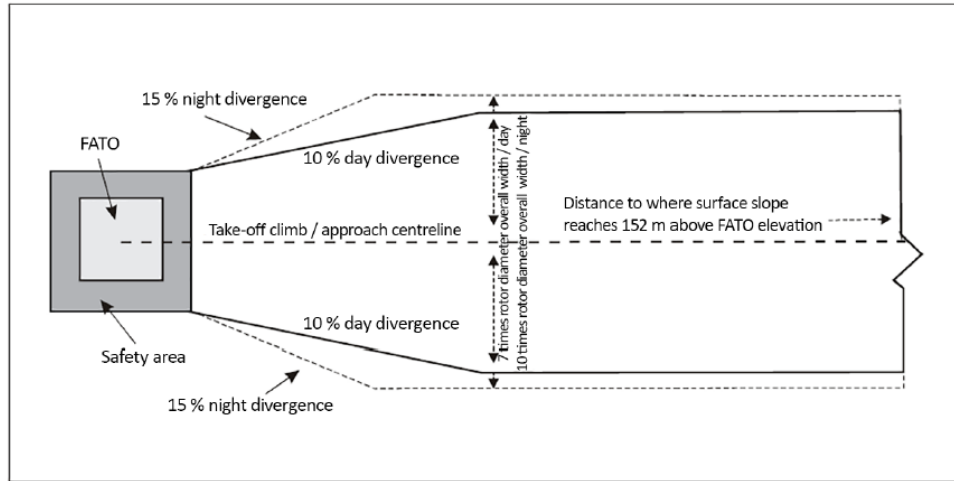 15 % night divergence
FATO
10 % day divergence
Take-off climb / approach centreline
7 times rotor diameter overall width / day
10 times rotor diameter overall width / night
Distance to where surface slope
reaches 152 m above FATO elevation
10 % day divergence
Safety area
15 % night divergence